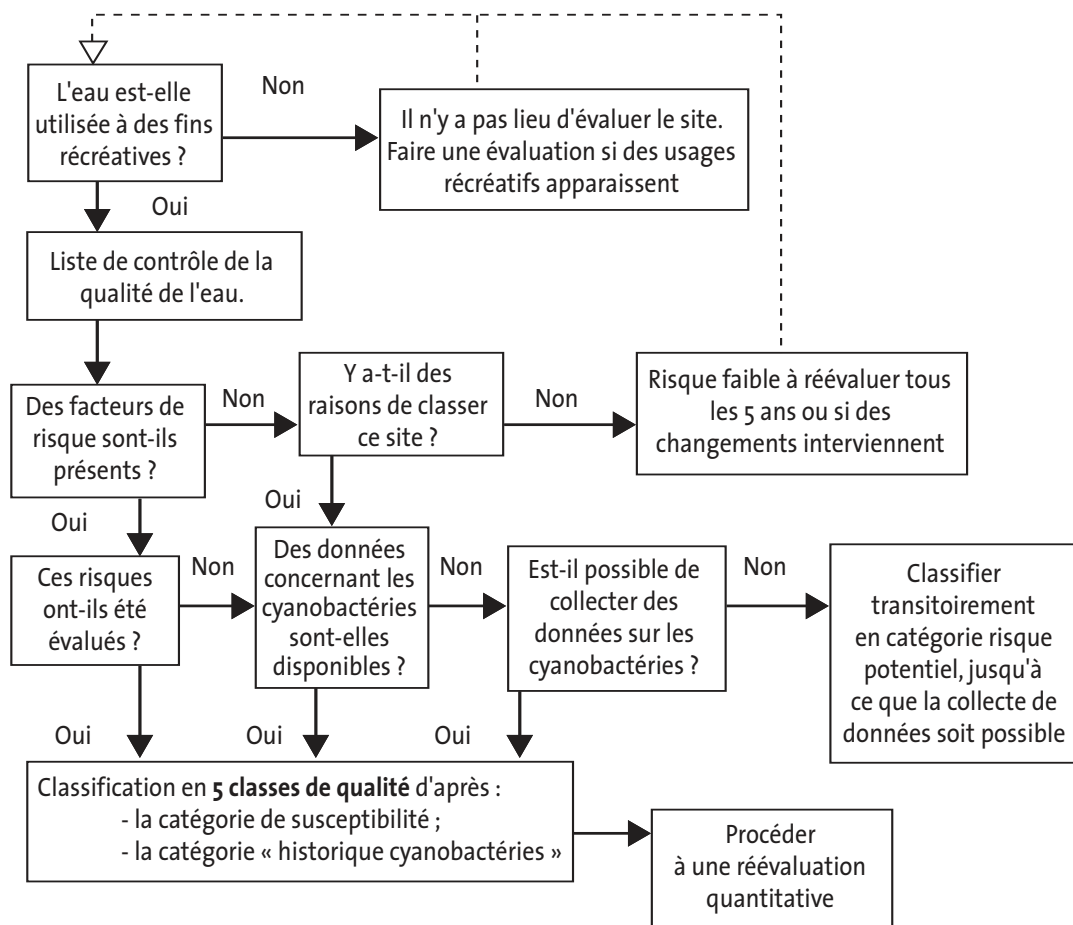 L'eau est-elle
utilisée à des fins
récréatives ?
Non
Il n'y a pas lieu d'évaluer le site.
Faire une évaluation si des usages
récréatifs apparaissent
Oui
Liste de contrôle de la
qualité de l'eau.
Des facteurs de
risque sont-ils
présents ?
Non
Y a-t-il des
raisons de classer
ce site ?
Non
Risque faible à réévaluer tous
les 5 ans ou si des
changements interviennent
Oui
Oui
Ces risques
ont-ils été
évalués ?
Non
Des données
concernant les
cyanobactéries
sont-elles
disponibles ?
Non
Est-il possible de
collecter des
données sur les
cyanobactéries ?
Non
Classifier
transitoirement
en catégorie risque
potentiel, jusqu'à
ce que la collecte de
données soit possible
Oui
Oui
Oui
Classification en 5 classes de qualité d'après :
- la catégorie de susceptibilité ;
- la catégorie « historique cyanobactéries »
Procéder
à une réévaluation
quantitative